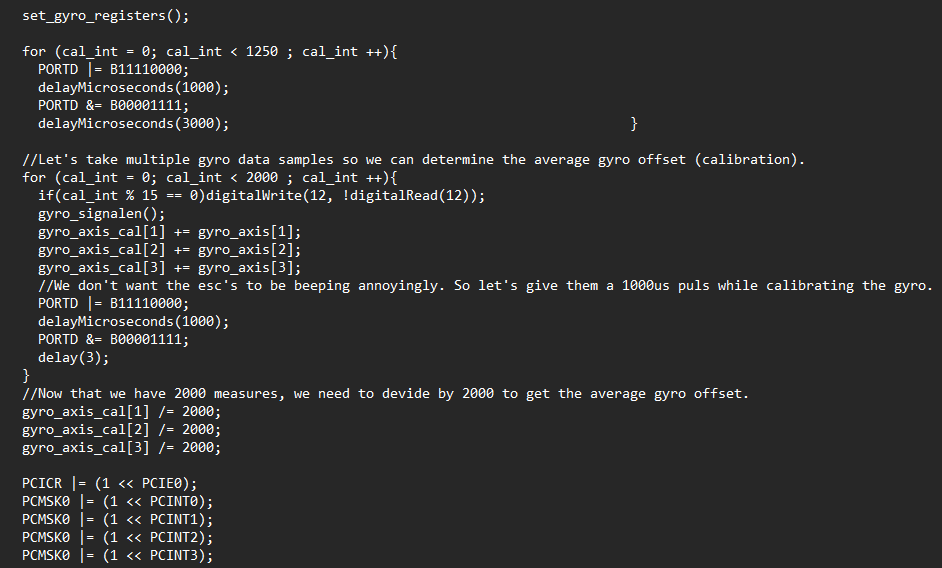 set_gyro_registers();
for (cal_int = 0; cal_int < 1250 ; cal_int ++){
PORTD |= B11110000;
delayMicroseconds(1000);
PORTD &= B00001111;
delayMicroseconds(3000); }
//Let's take multiple gyro data samples so we can determine the average gyro offset (calibration).
for (cal_int = 0; cal_int < 2000 ; cal_int ++){
if(cal_int % 15 == 0)digitalWrite(12, !digitalRead(12));
gyro_signalen();
gyro_axis_cal[1] += gyro_axis[1];
gyro_axis_cal[2] += gyro_axis[2];
gyro_axis_cal[3] += gyro_axis[3];
//We don't want the esc's to be beeping annoyingly. So let's give them a 1000us puls while calibrating the gyro.
PORTD |= B11110000;
delayMicroseconds(1000);
PORTD &= B00001111;
delay(3);
}
//Now that we have 2000 measures, we need to devide by 2000 to get the average gyro offset.
gyro_axis_cal[1] /= 2000;
gyro_axis_cal[2] /= 2000;
gyro_axis_cal[3] /= 2000;
PCICR |= (1 << PCIE0);
PCMSK0 |= (1 << PCINT0);
PCMSK0 |= (1 << PCINT1);
PCMSK0 |= (1 << PCINT2);
PCMSK0 |= (1 << PCINT3);